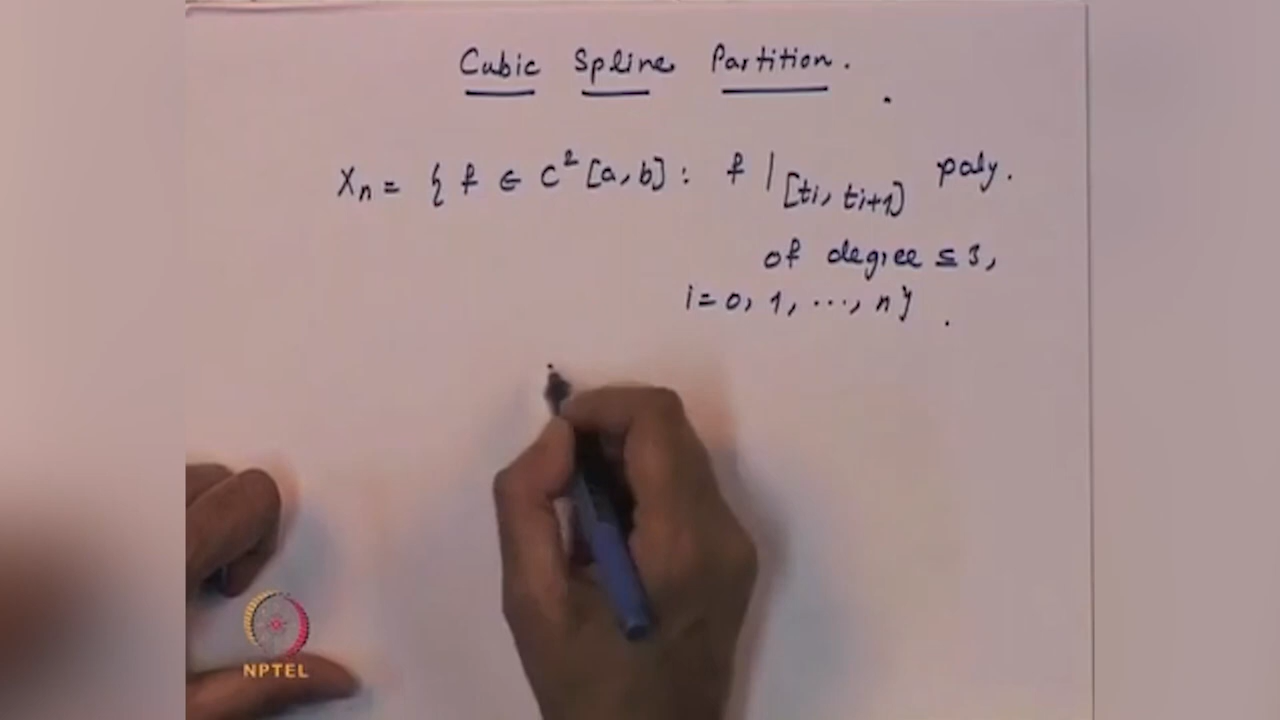 Cubic Spline Partition.
Xn = { f ∈ C² [a, b] : f |[ti, ti+1] poly.
of degree ≤ 3,
i = 0, 1, ..., n }.
NPTEL